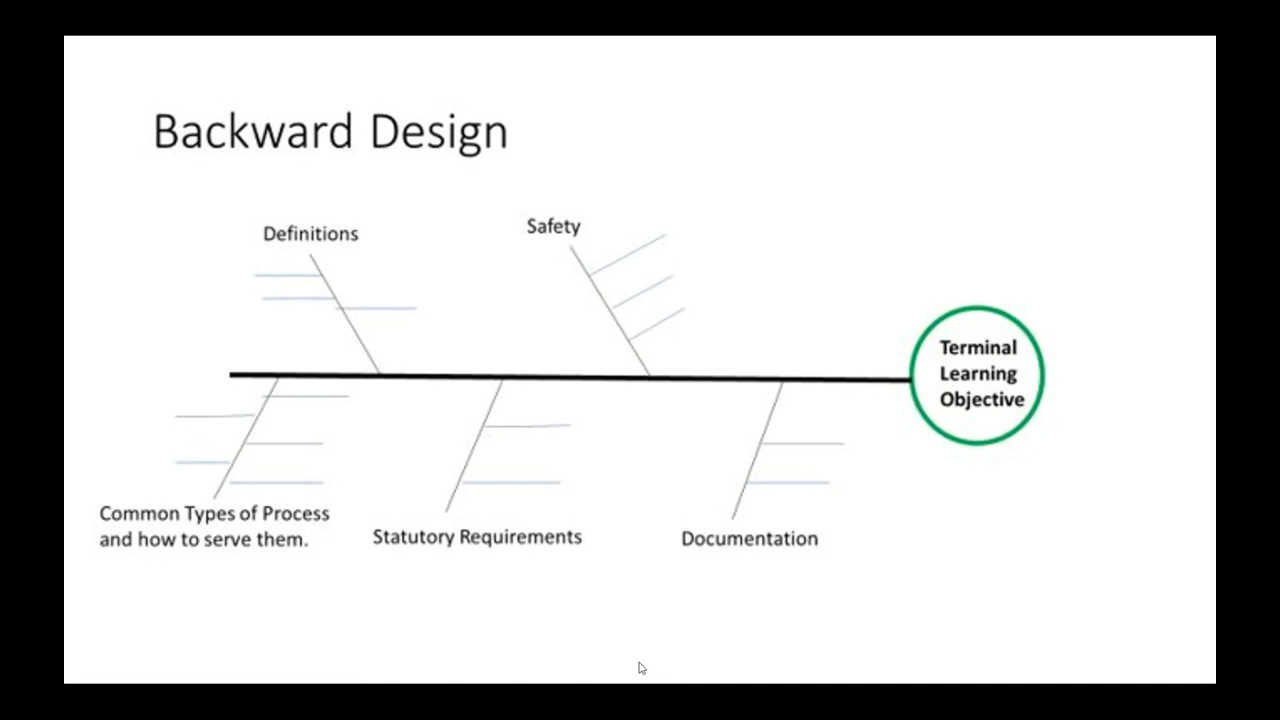 Backward Design
Definitions
Safety
Terminal
Learning
Objective
Common Types of Process
and how to serve them.
Statutory Requirements
Documentation